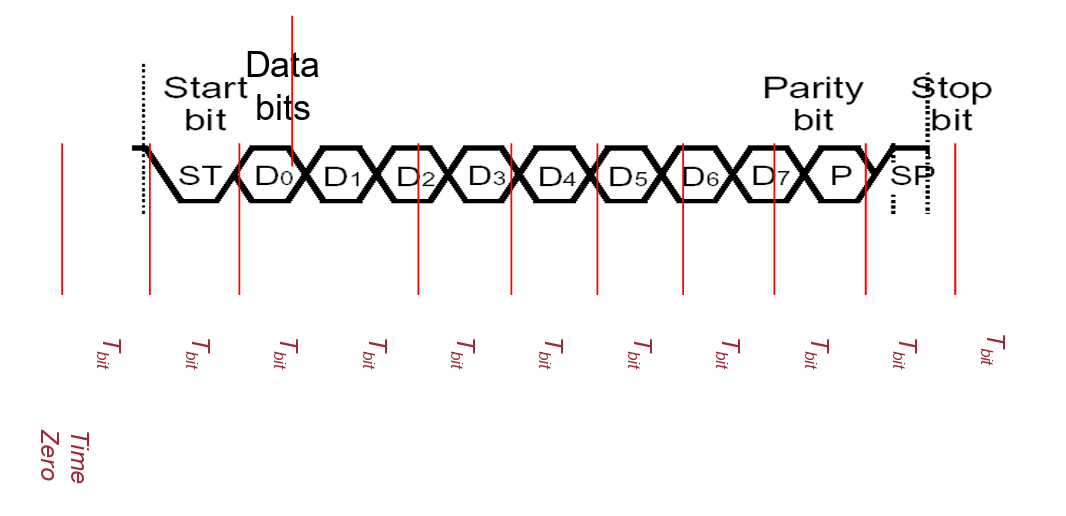 Data
bits
Start
bit
Parity
bit
Stop
bit
ST D0 D1 D2 D3 D4 D5 D6 D7 P SP
Tbit Tbit Tbit Tbit Tbit Tbit Tbit Tbit Tbit Tbit Tbit
Time
Zero